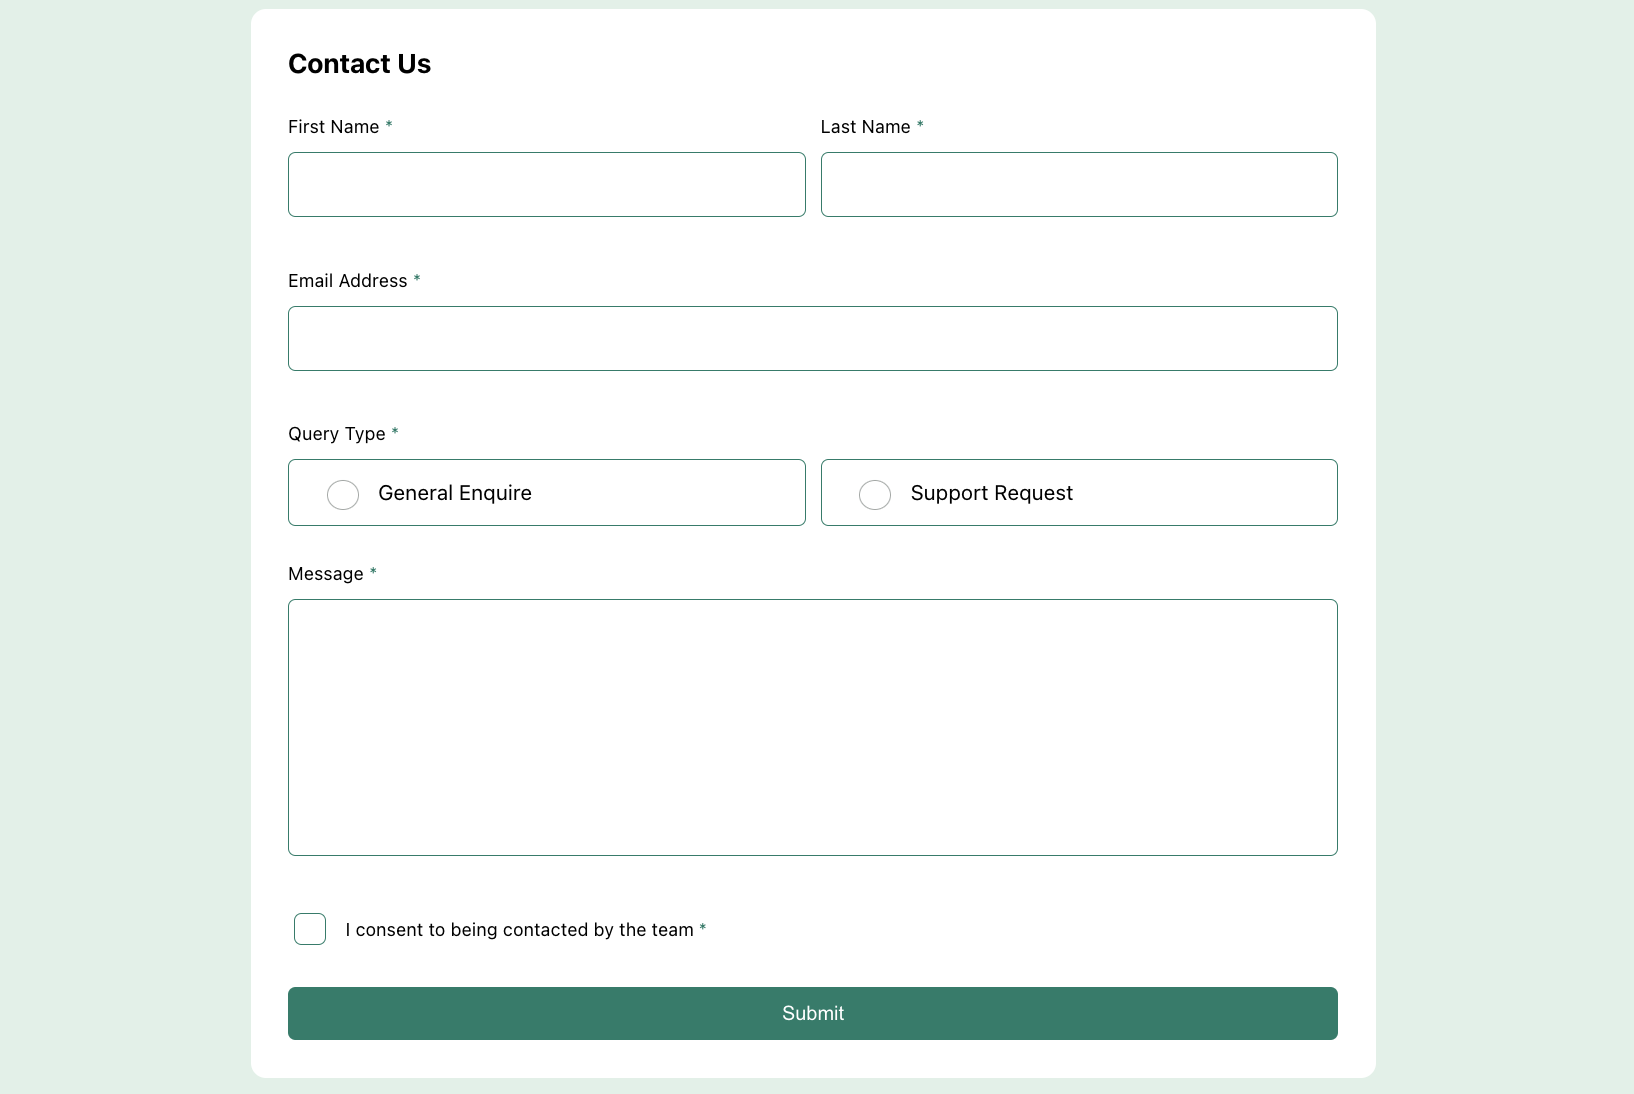 Contact Us
First Name *
Last Name *
Email Address *
Query Type *
General Enquire
Support Request
Message *
I consent to being contacted by the team *
Submit